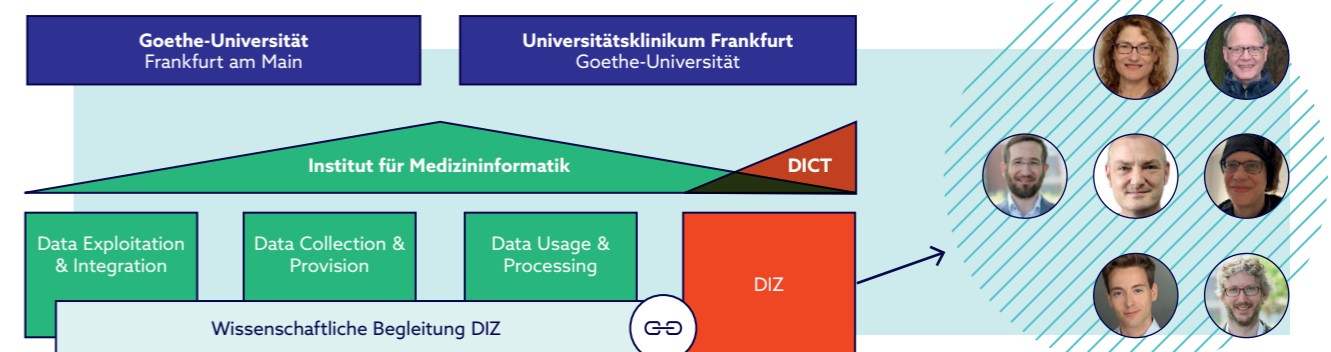 Goethe-Universität
Frankfurt am Main
Universitätsklinikum Frankfurt
Goethe-Universität
Institut für Medizininformatik
DICT
Data Exploitation
& Integration
Data Collection &
Provision
Data Usage &
Processing
DIZ
Wissenschaftliche Begleitung DIZ